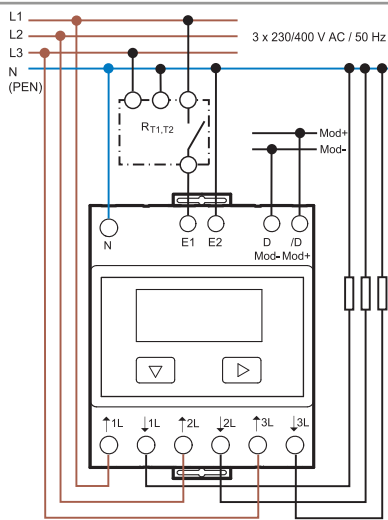 L1
L2
3 x 230/400 V AC / 50 Hz
L3
N
(PEN)
RT1,T2
Mod+
Mod-
N
E1
E2
D
/D
Mod-
Mod+
↑1L
↓1L
↑2L
↓2L
↑3L
↓3L